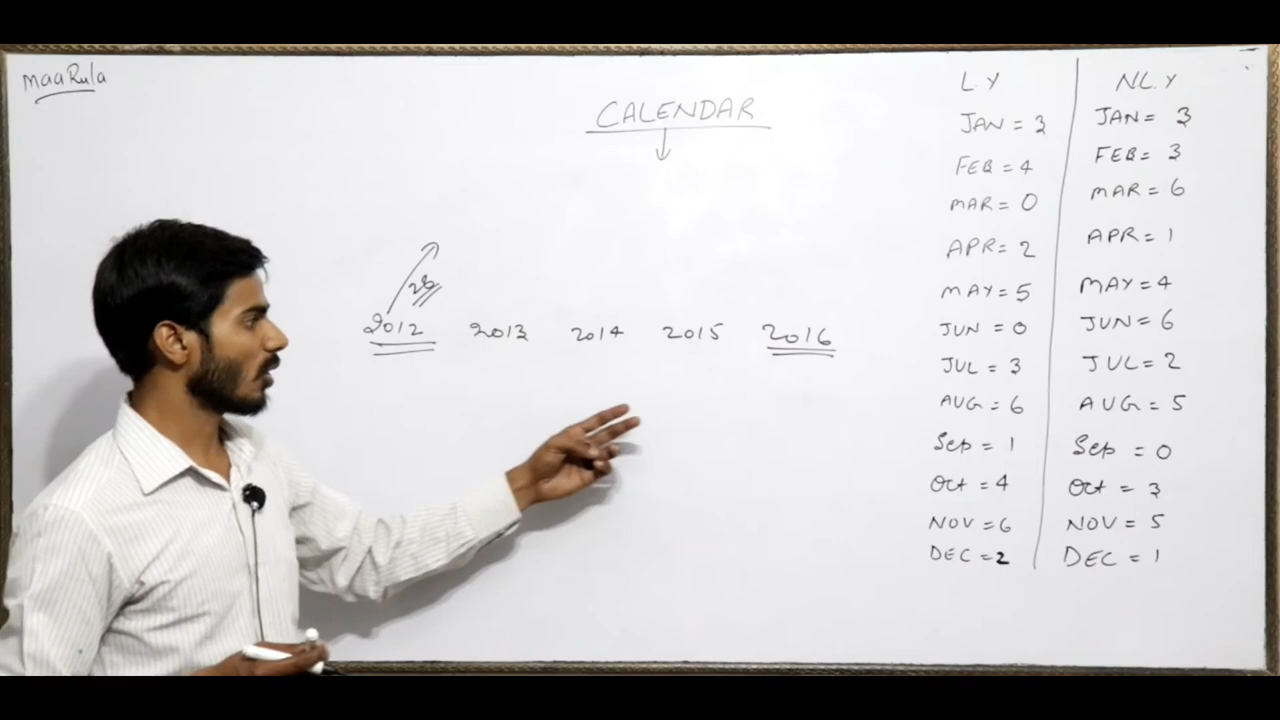 maaRula
CALENDAR
29
2012 2013 2014 2015 2016
L.Y
JAN = 3
FEB = 4
MAR = 0
APR = 2
MAY = 5
JUN = 0
JUL = 3
AUG = 6
Sep = 1
Oct = 4
NOV = 6
DEC = 2
NL.Y
JAN = 3
FEB = 3
MAR = 6
APR = 1
MAY = 4
JUN = 6
JUL = 2
AUG = 5
Sep = 0
Oct = 3
NOV = 5
DEC = 1